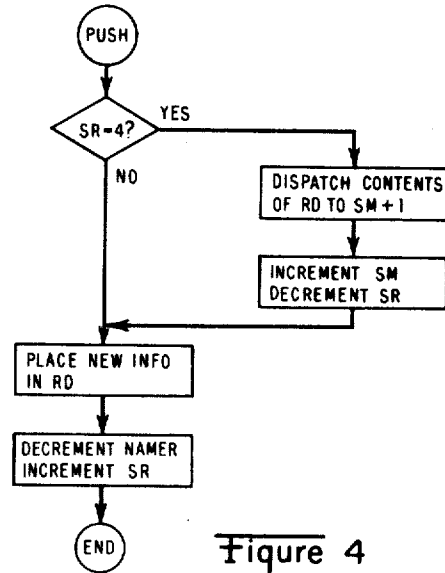 PUSH
SR=4?
YES
NO
DISPATCH CONTENTS
OF RD TO SM+1
INCREMENT SM
DECREMENT SR
PLACE NEW INFO
IN RD
DECREMENT NAMER
INCREMENT SR
END
Figure 4